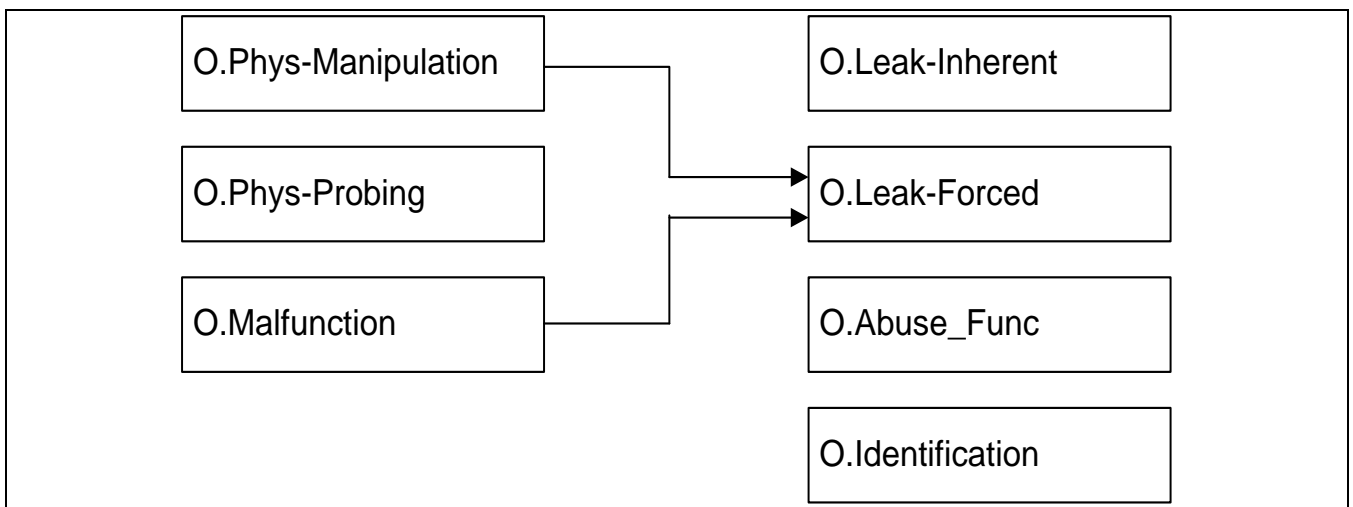 O.Phys-Manipulation
O.Leak-Inherent
O.Phys-Probing
O.Leak-Forced
O.Malfunction
O.Abuse_Func
O.Identification